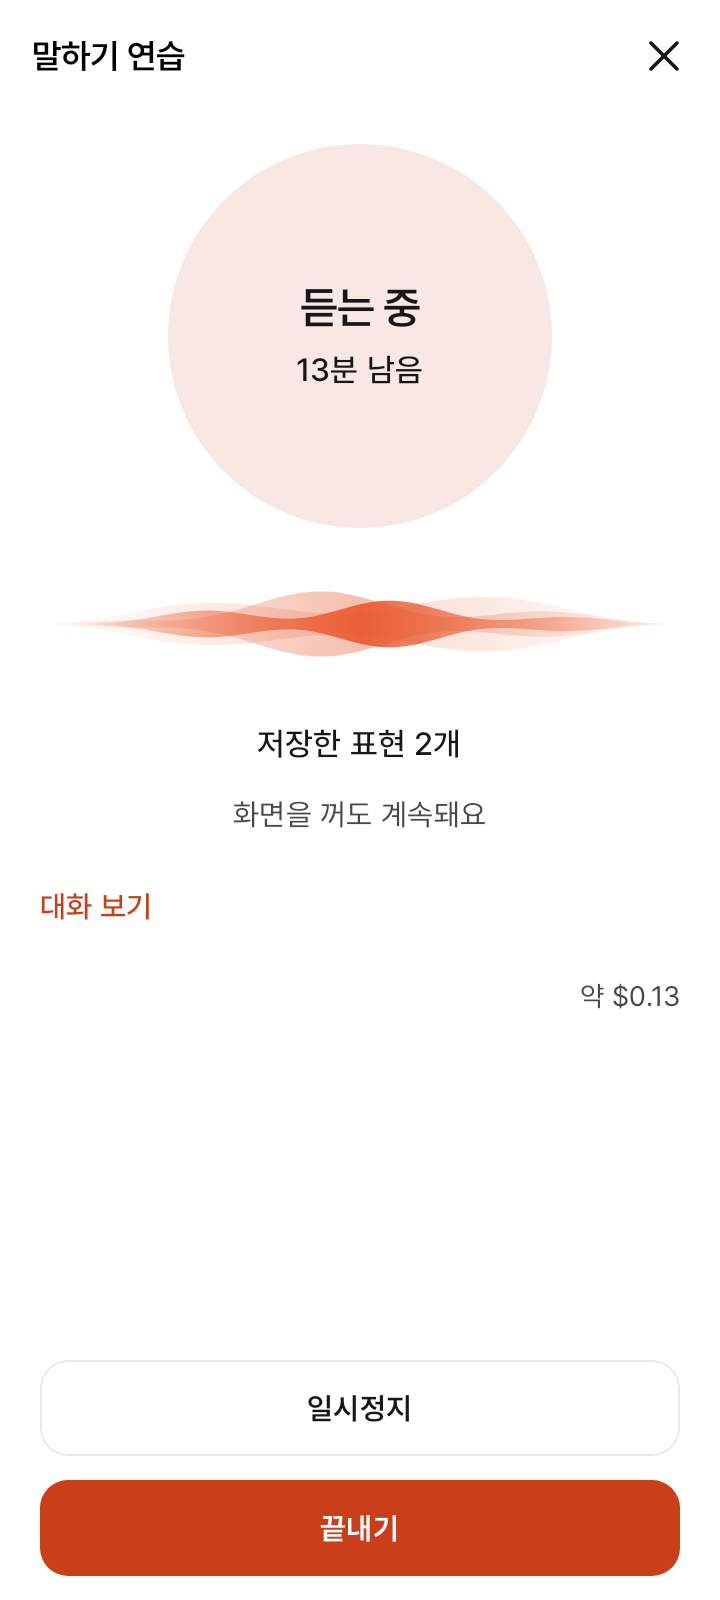 말하기 연습
듣는 중
13분 남음
저장한 표현 2개
화면을 꺼도 계속돼요
대화 보기
약 $0.13
일시정지
끝내기